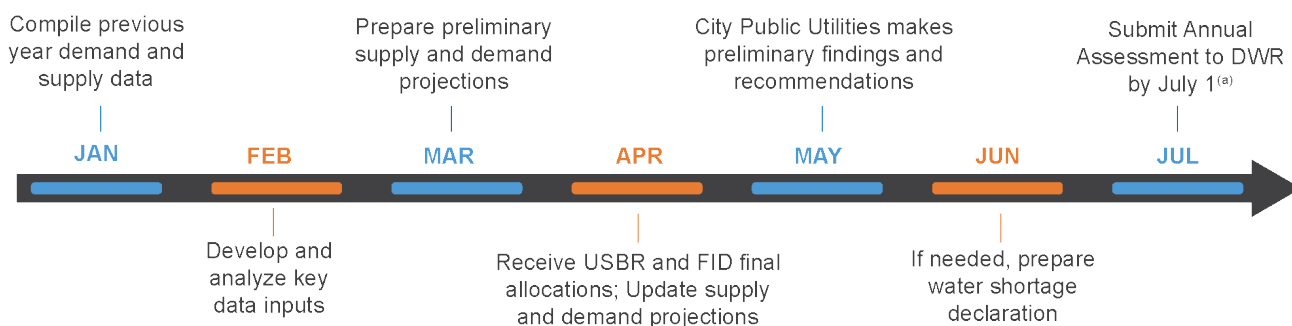 Compile previous
year demand and
supply data
Prepare preliminary
supply and demand
projections
City Public Utilities makes
preliminary findings and
recommendations
Submit Annual
Assessment to DWR
by July 1(a)
JAN
FEB
MAR
APR
MAY
JUN
JUL
Develop and
analyze key
data inputs
Receive USBR and FID final
allocations; Update supply
and demand projections
If needed, prepare
water shortage
declaration